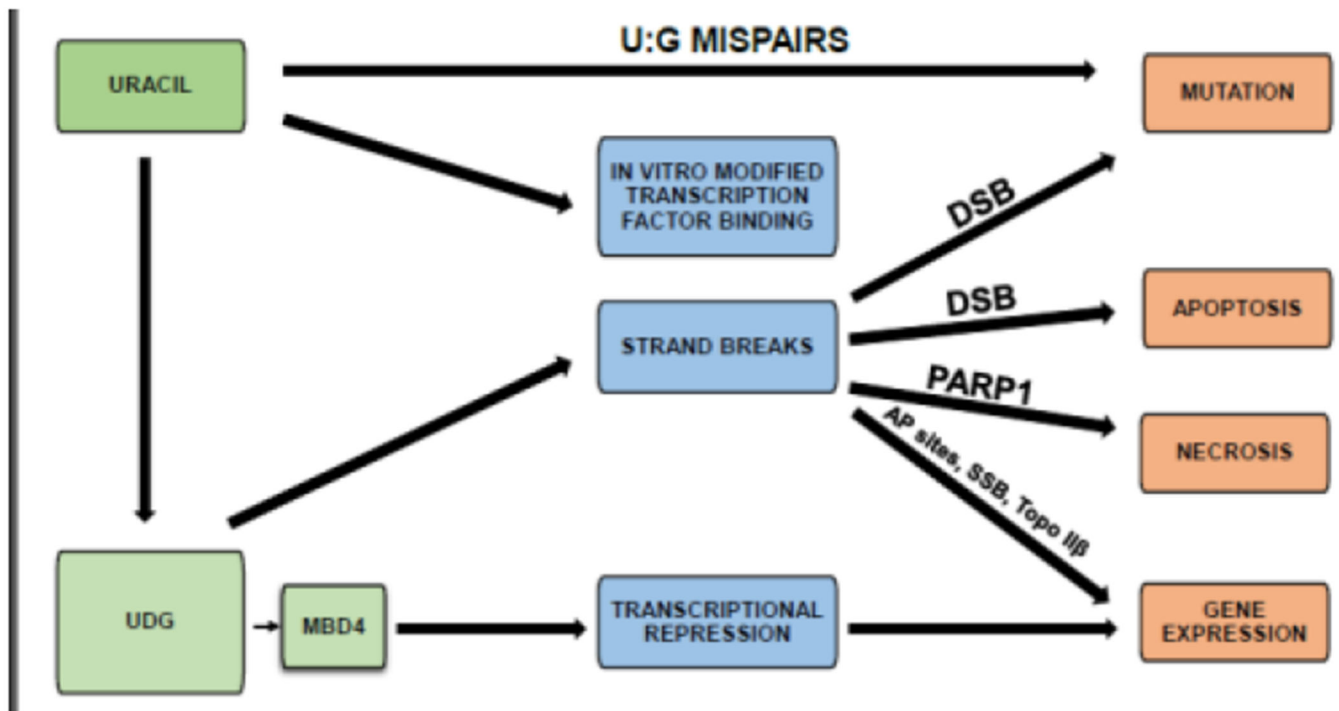 U:G MISPAIRS
URACIL
MUTATION
IN VITRO MODIFIED
TRANSCRIPTION
FACTOR BINDING
DSB
DSB
APOPTOSIS
STRAND BREAKS
PARP1
AP sites, SSB, Topo IIβ
NECROSIS
UDG
MBD4
TRANSCRIPTIONAL
REPRESSION
GENE
EXPRESSION